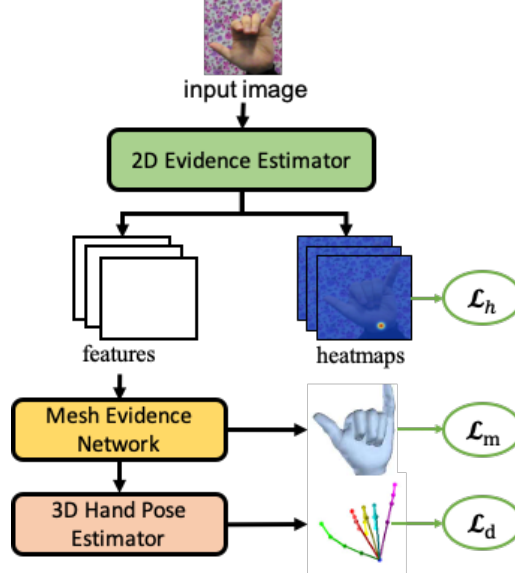 input image
2D Evidence Estimator
features
heatmaps
ℒh
Mesh Evidence
Network
ℒm
3D Hand Pose
Estimator
ℒd